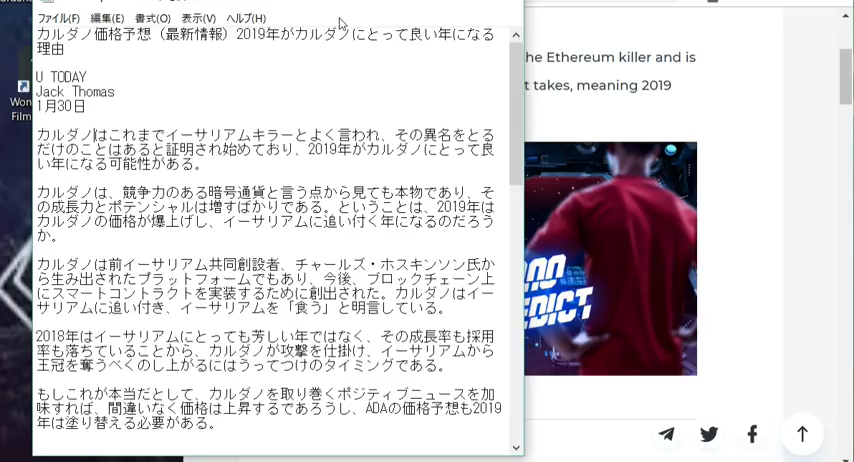 ファイル(F) 編集(E) 書式(O) 表示(V) ヘルプ(H)
カルダノ価格予想（最新情報）2019年がカルダノにとって良い年になる
理由
U TODAY
Jack Thomas
1月30日
カルダノはこれまでイーサリアムキラーとよく言われ、その異名をとる
だけのことはあると証明され始めており、2019年がカルダノにとって良
い年になる可能性がある。
カルダノは、競争力のある暗号通貨と言う点から見ても本物であり、そ
の成長力とポテンシャルは増すばかりである。ということは、2019年は
カルダノの価格が爆上げし、イーサリアムに追い付く年になるのだろう
か。
カルダノは前イーサリアム共同創設者、チャールズ・ホスキンソン氏か
ら生み出されたプラットフォームでもあり、今後、ブロックチェーン上
にスマートコントラクトを実装するために創出された。カルダノはイー
サリアムに追い付き、イーサリアムを「食う」と明言している。
2018年はイーサリアムにとっても芳しい年ではなく、その成長率も採用
率も落ちていることから、カルダノが攻撃を仕掛け、イーサリアムから
王冠を奪うべくのし上がるにはうってつけのタイミングである。
もしこれが本当だとして、カルダノを取り巻くポジティブニュースを加
味すれば、間違いなく価格は上昇するであろうし、ADAの価格予想も2019
年は塗り替える必要がある。
he Ethereum killer and is
t takes, meaning 2019
Won
Film